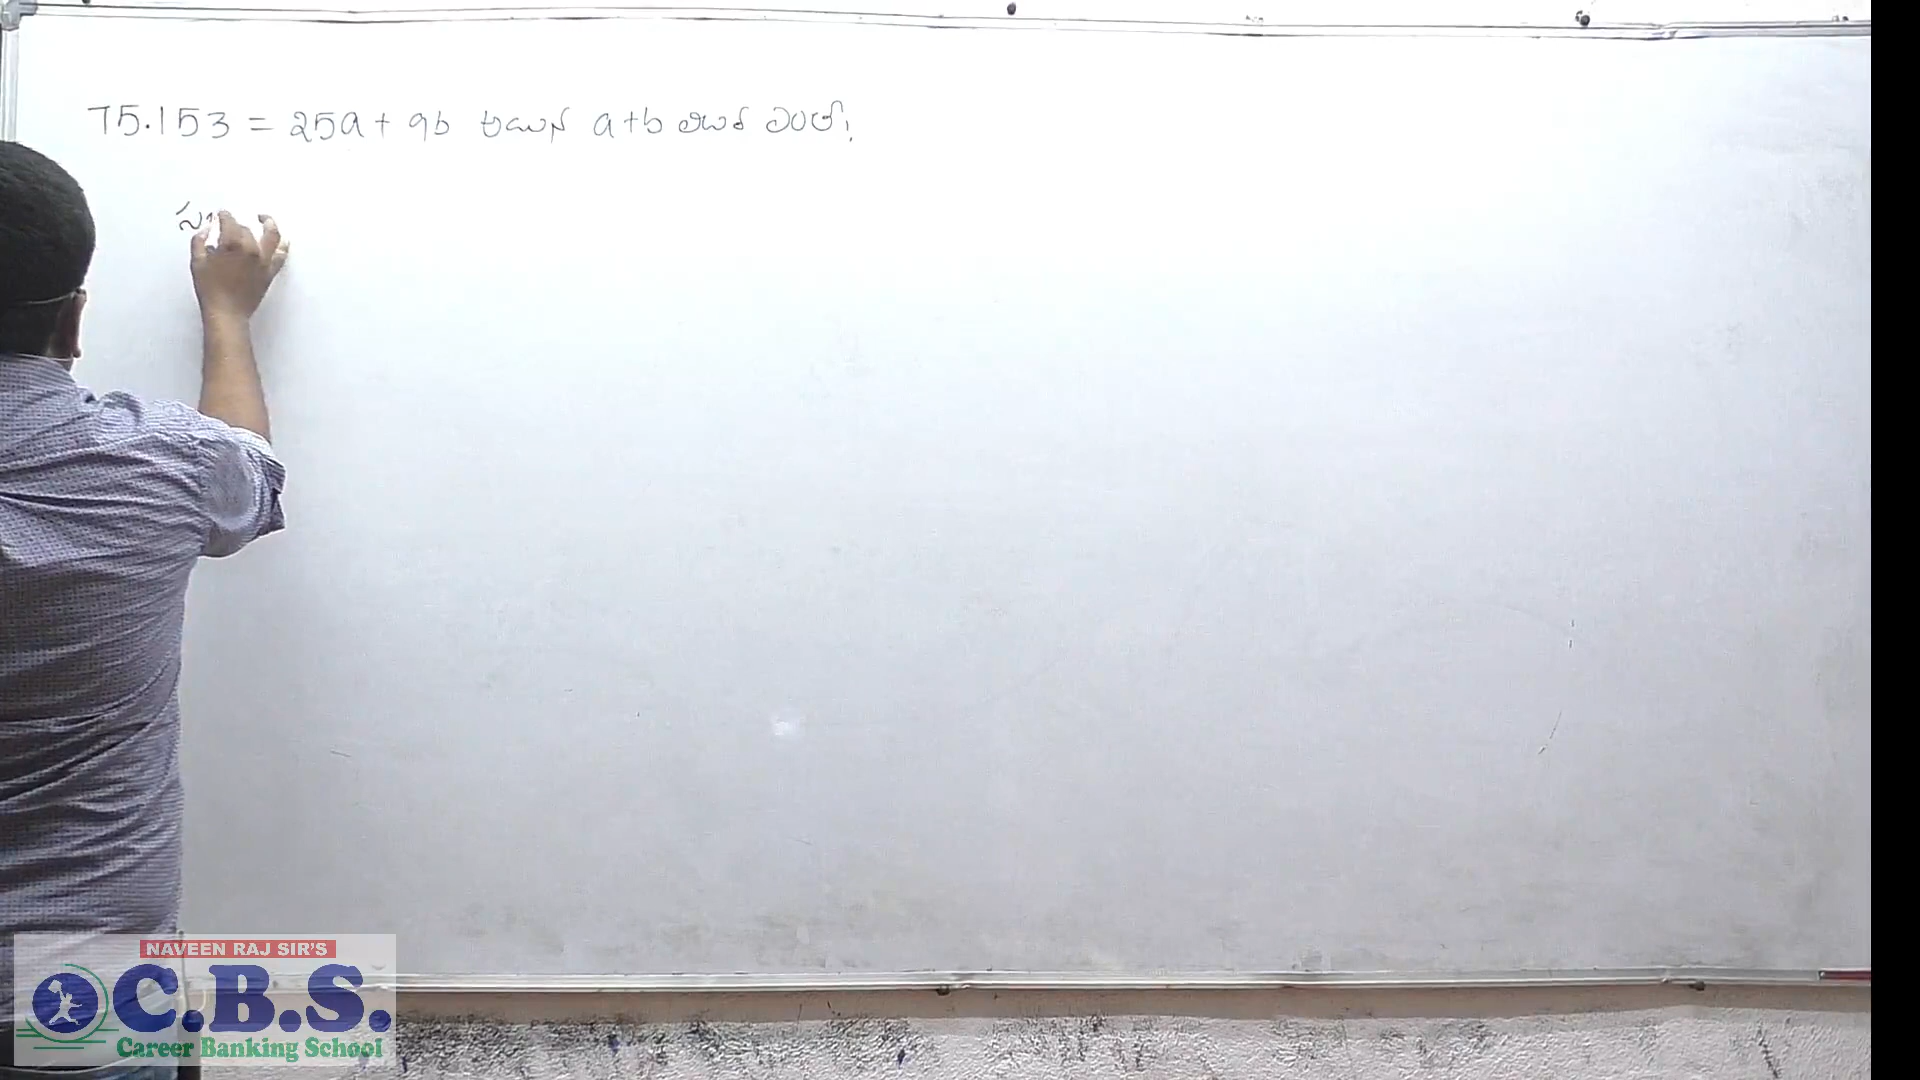 75.153 = 25a + 9b అయిన a+b విలువ ఎంత?
స
NAVEEN RAJ SIR'S
C.B.S.
Career Banking School